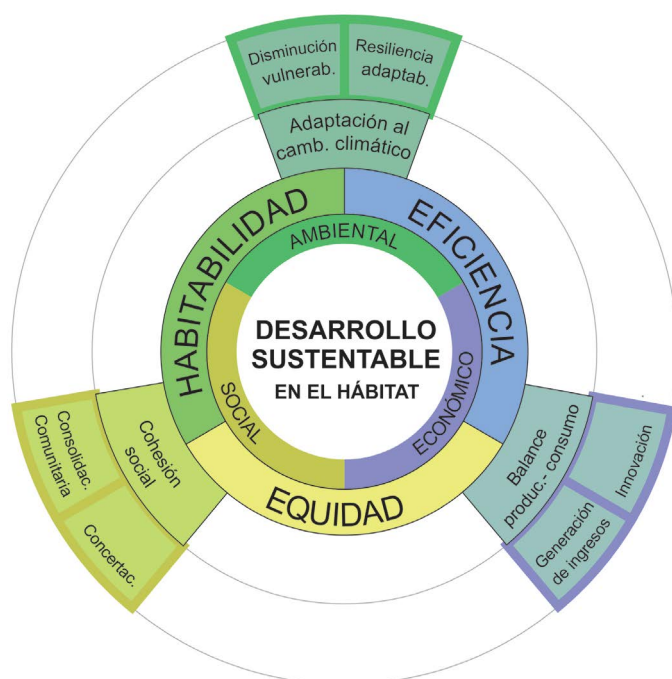 Disminución
vulnerab.
Resiliencia
adaptab.
Adaptación al
camb. climático
HABITABILIDAD
EFICIENCIA
AMBIENTAL
DESARROLLO
SUSTENTABLE
EN EL HÁBITAT
SOCIAL
ECONÓMICO
EQUIDAD
Consolidac.
Comunitaria
Cohesión
social
Concertac.
Balance
produc.- consumo
Innovación
Generación
de ingresos